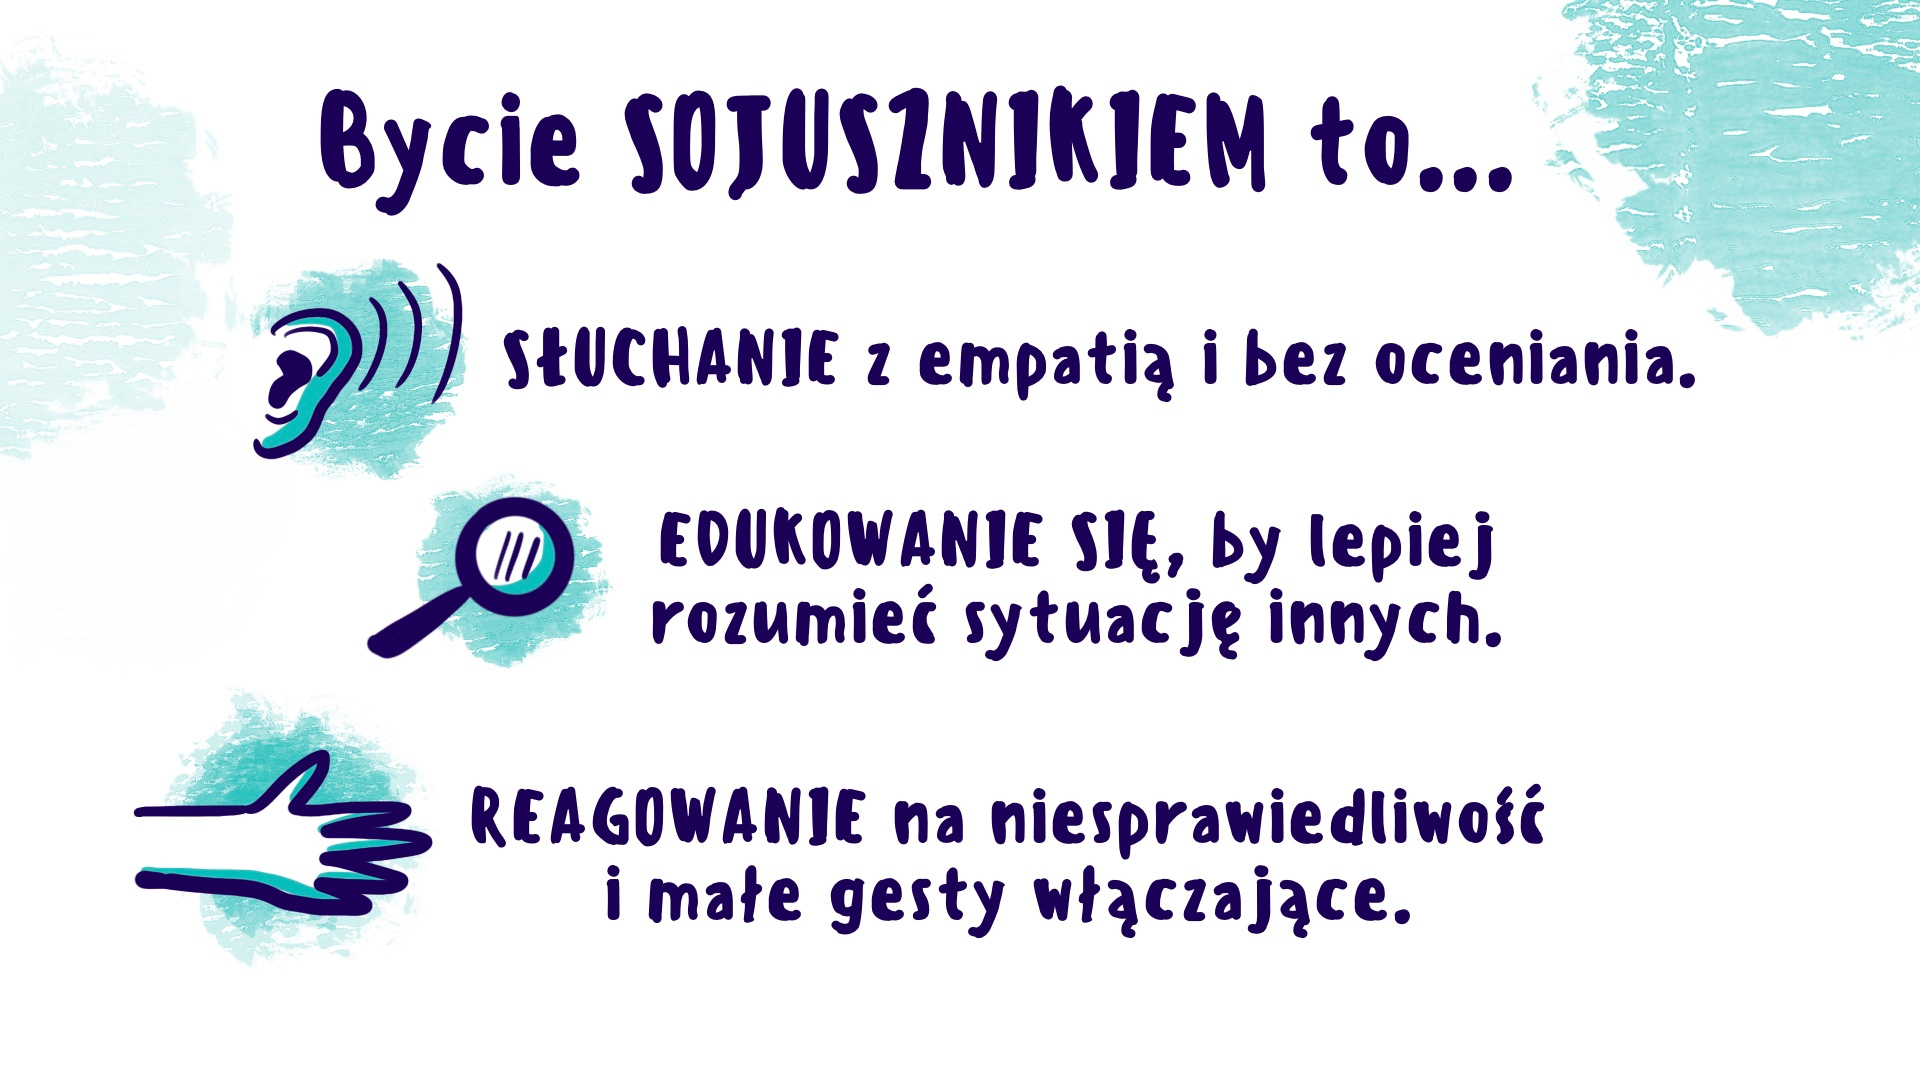 Bycie SOJUSZNIKIEM to...
SŁUCHANIE z empatią i bez oceniania.
EDUKOWANIE SIĘ, by lepiej
rozumieć sytuację innych.
REAGOWANIE na niesprawiedliwość
i małe gesty włączające.